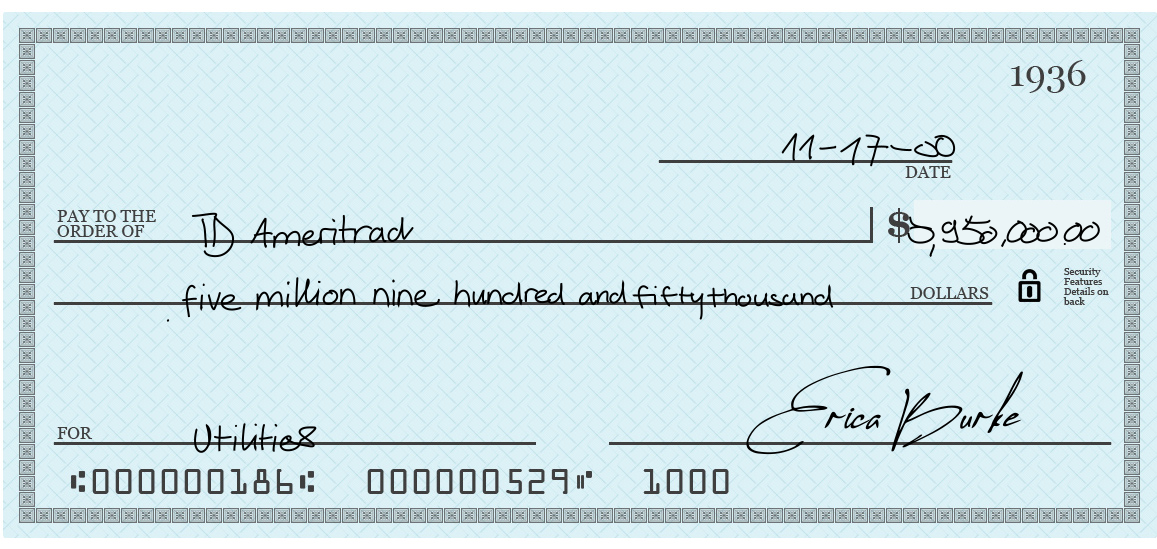 1936
11-17-00
DATE
PAY TO THE
ORDER OF TD Ameritrad $5,950,000.00
five million nine hundred and fifty thousand DOLLARS
Security
Features
Details on
back
FOR Utilities Erica Burke
⑆000000186⑆ 000000529⑈ 1000